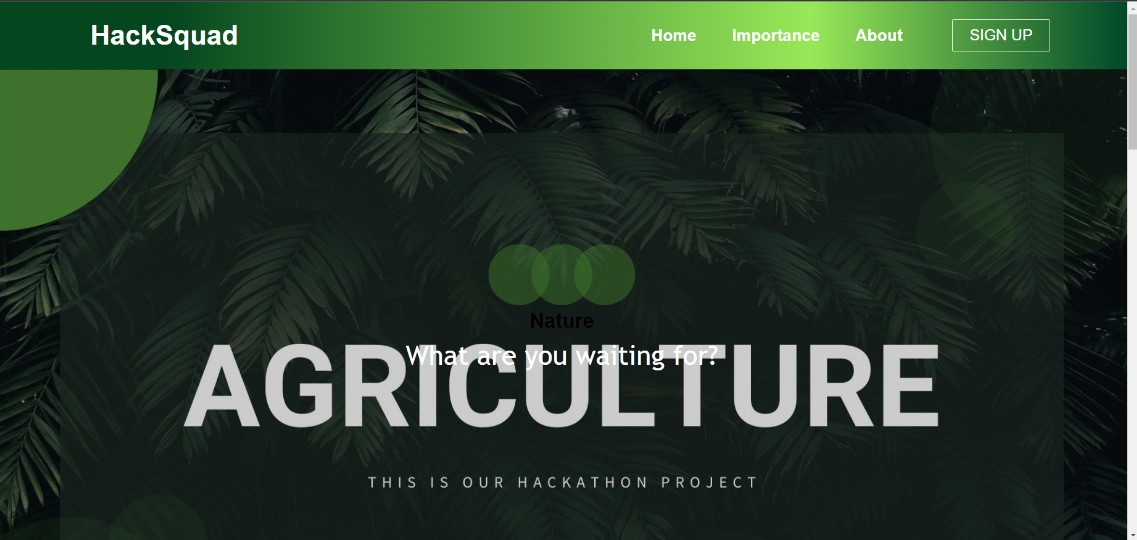 HackSquad
Home Importance About SIGN UP
Nature
What are you waiting for?
AGRICULTURE
THIS IS OUR HACKATHON PROJECT